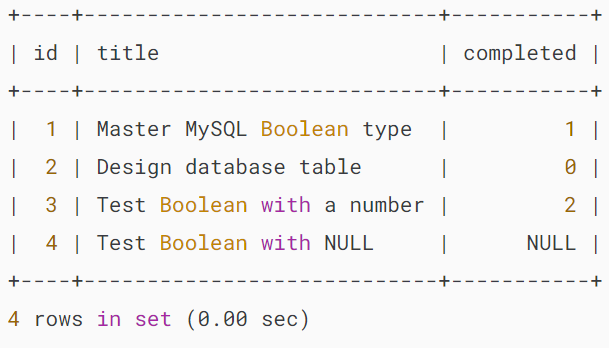 +----+---------------------------+-----------+
| id | title                     | completed |
+----+---------------------------+-----------+
|  1 | Master MySQL Boolean type  |         1 |
|  2 | Design database table      |         0 |
|  3 | Test Boolean with a number |         2 |
|  4 | Test Boolean with NULL     |      NULL |
+----+---------------------------+-----------+
4 rows in set (0.00 sec)